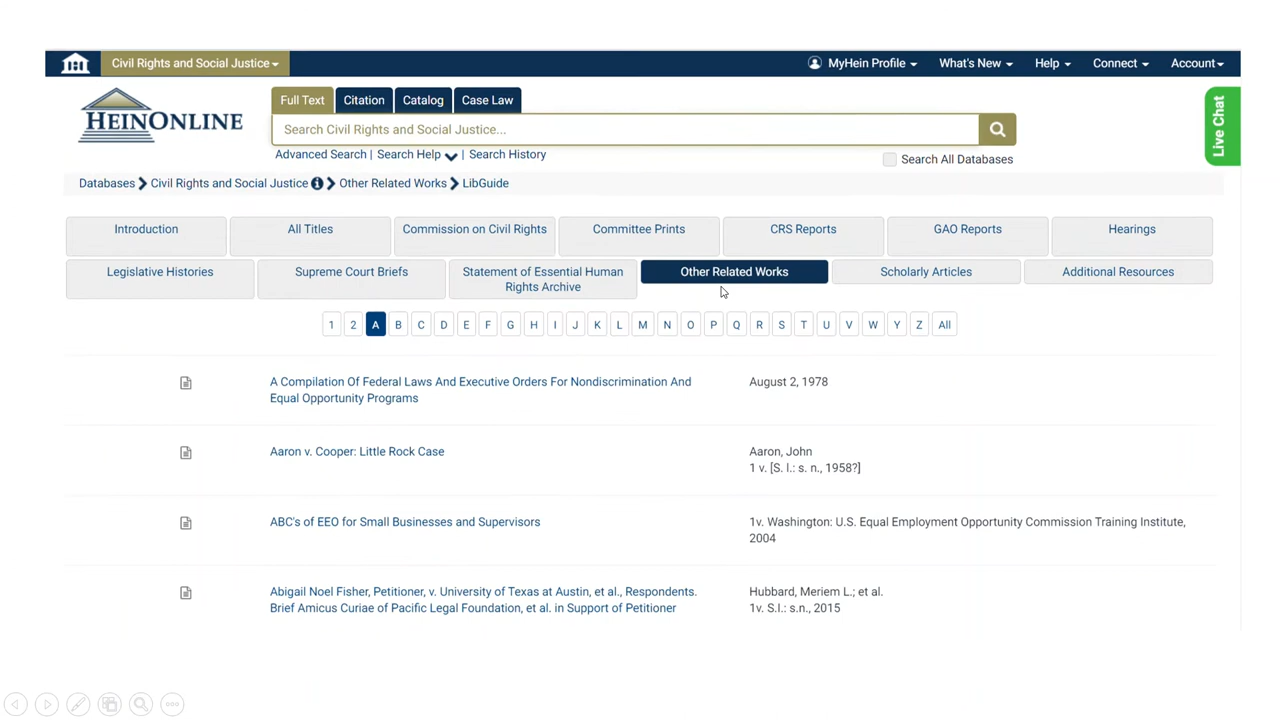 Civil Rights and Social Justice
MyHein Profile What's New Help Connect Account
HEINONLINE
Full Text Citation Catalog Case Law
Search Civil Rights and Social Justice...
Advanced Search | Search Help | Search History
Search All Databases
Live Chat
Databases Civil Rights and Social Justice Other Related Works LibGuide
Introduction All Titles Commission on Civil Rights Committee Prints CRS Reports GAO Reports Hearings
Legislative Histories Supreme Court Briefs Statement of Essential Human Rights Archive Other Related Works Scholarly Articles Additional Resources
1 2 A B C D E F G H I J K L M N O P Q R S T U V W Y Z All
A Compilation Of Federal Laws And Executive Orders For Nondiscrimination And
Equal Opportunity Programs
August 2, 1978
Aaron v. Cooper: Little Rock Case
Aaron, John
1 v. [S. l.: s. n., 1958?]
ABC's of EEO for Small Businesses and Supervisors
1v. Washington: U.S. Equal Employment Opportunity Commission Training Institute,
2004
Abigail Noel Fisher, Petitioner, v. University of Texas at Austin, et al., Respondents.
Brief Amicus Curiae of Pacific Legal Foundation, et al. in Support of Petitioner
Hubbard, Meriem L.; et al.
1v. S.l.: s.n., 2015